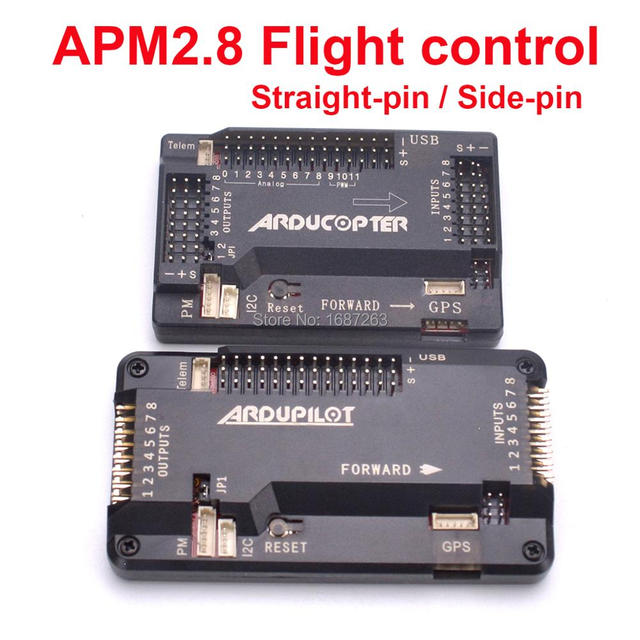 APM2.8 Flight control
Straight-pin / Side-pin
Telem
USB
S + -
0 1 2 3 4 5 6 7 8 9 10 11
Analog
PWM
S + -
OUTPUTS
1 2 3 4 5 6 7 8
JP1
INPUTS
1 2 3 4 5 6 7 8
ARDUCOPTER
- + S
PM
I2C
Reset
FORWARD
GPS
Store No: 1687263
Telem
USB
S + -
ARDUPILOT
OUTPUTS
1 2 3 4 5 6 7 8
INPUTS
1 2 3 4 5 6 7 8
FORWARD
JP1
PM
I2C
RESET
GPS